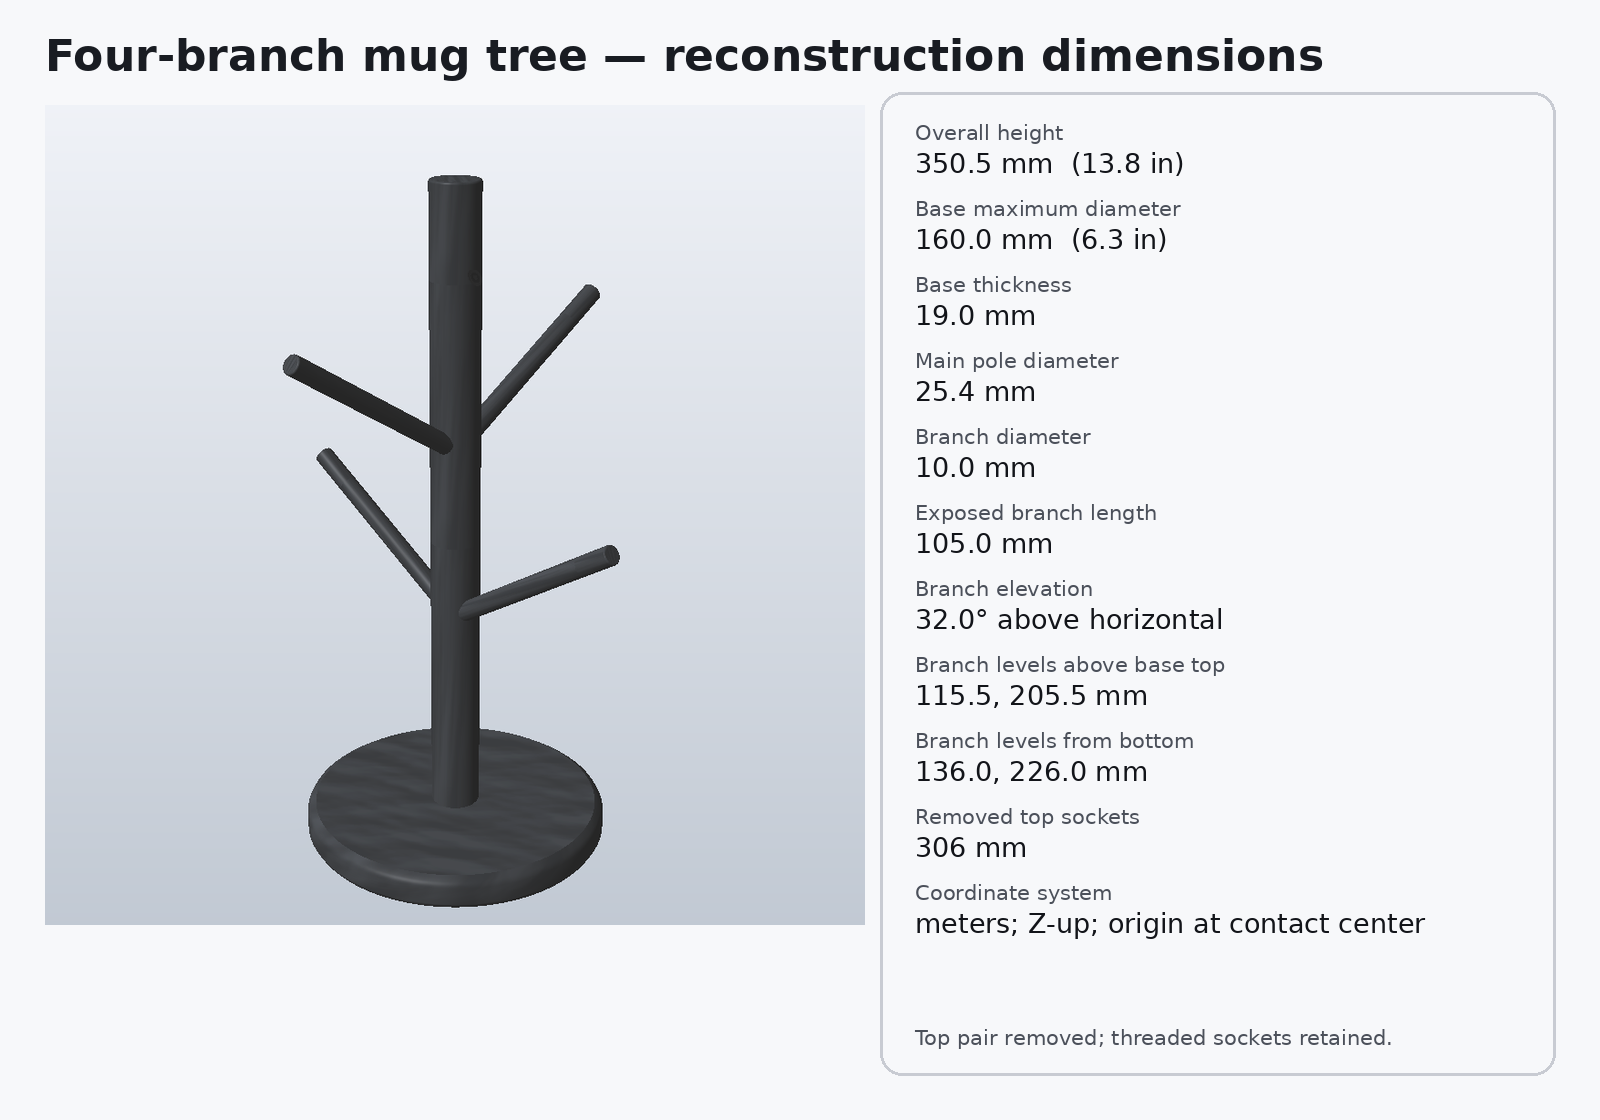 Four-branch mug tree — reconstruction dimensions
Overall height
350.5 mm  (13.8 in)
Base maximum diameter
160.0 mm  (6.3 in)
Base thickness
19.0 mm
Main pole diameter
25.4 mm
Branch diameter
10.0 mm
Exposed branch length
105.0 mm
Branch elevation
32.0° above horizontal
Branch levels above base top
115.5, 205.5 mm
Branch levels from bottom
136.0, 226.0 mm
Removed top sockets
306 mm
Coordinate system
meters; Z-up; origin at contact center
Top pair removed; threaded sockets retained.